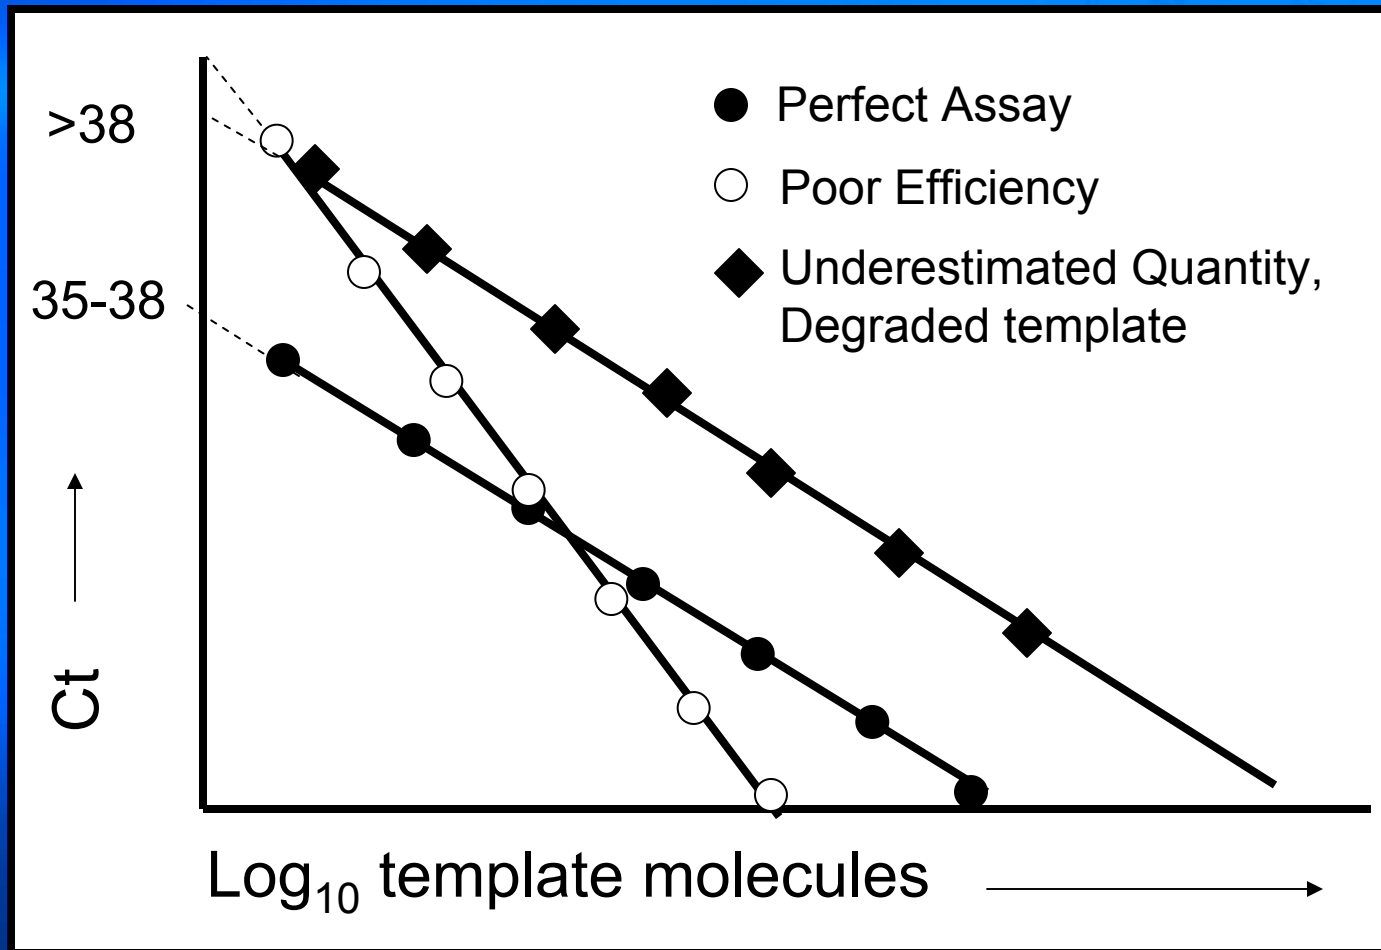 >38
35-38
Ct
Perfect Assay
Poor Efficiency
Underestimated Quantity,
Degraded template
Log₁₀ template molecules